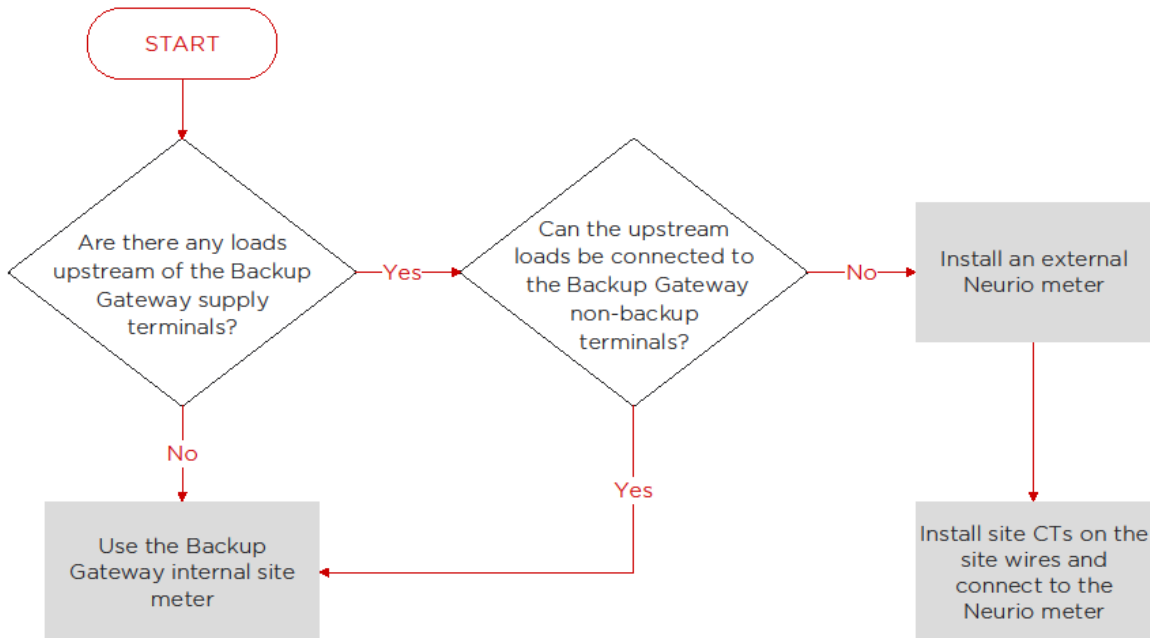 START
Are there any loads
upstream of the Backup
Gateway supply
terminals?
Yes
Can the upstream
loads be connected to
the Backup Gateway
non-backup
terminals?
No
Install an external
Neurio meter
No
Yes
Use the Backup
Gateway internal site
meter
Install site CTs on the
site wires and
connect to the
Neurio meter